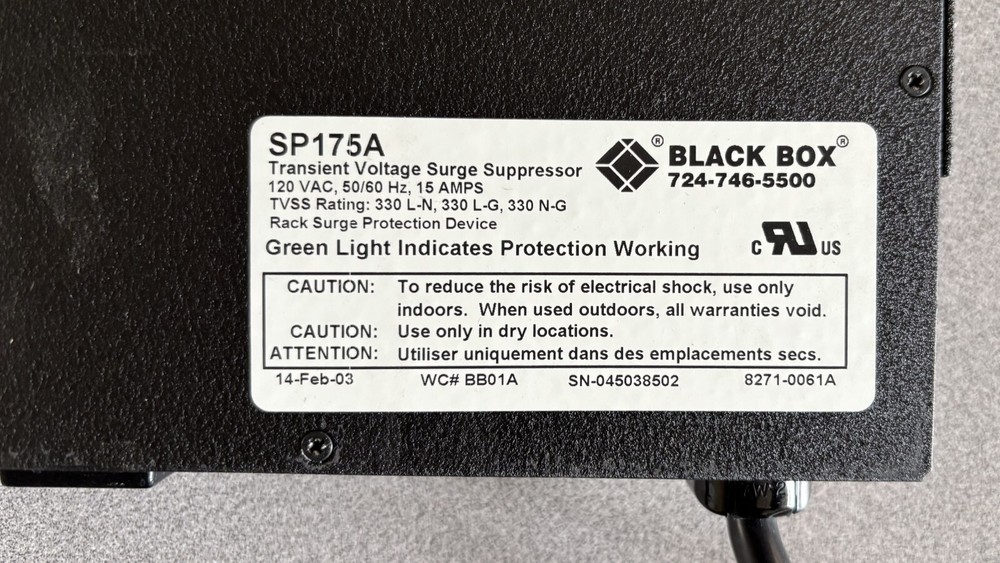 SP175A
Transient Voltage Surge Suppressor
120 VAC, 50/60 Hz, 15 AMPS
TVSS Rating: 330 L-N, 330 L-G, 330 N-G
Rack Surge Protection Device
® BLACK BOX®
724-746-5500
Green Light Indicates Protection Working
C RU US
CAUTION: To reduce the risk of electrical shock, use only
indoors. When used outdoors, all warranties void.
CAUTION: Use only in dry locations.
ATTENTION: Utiliser uniquement dans des emplacements secs.
14-Feb-03 WC# BB01A SN-045038502 8271-0061A